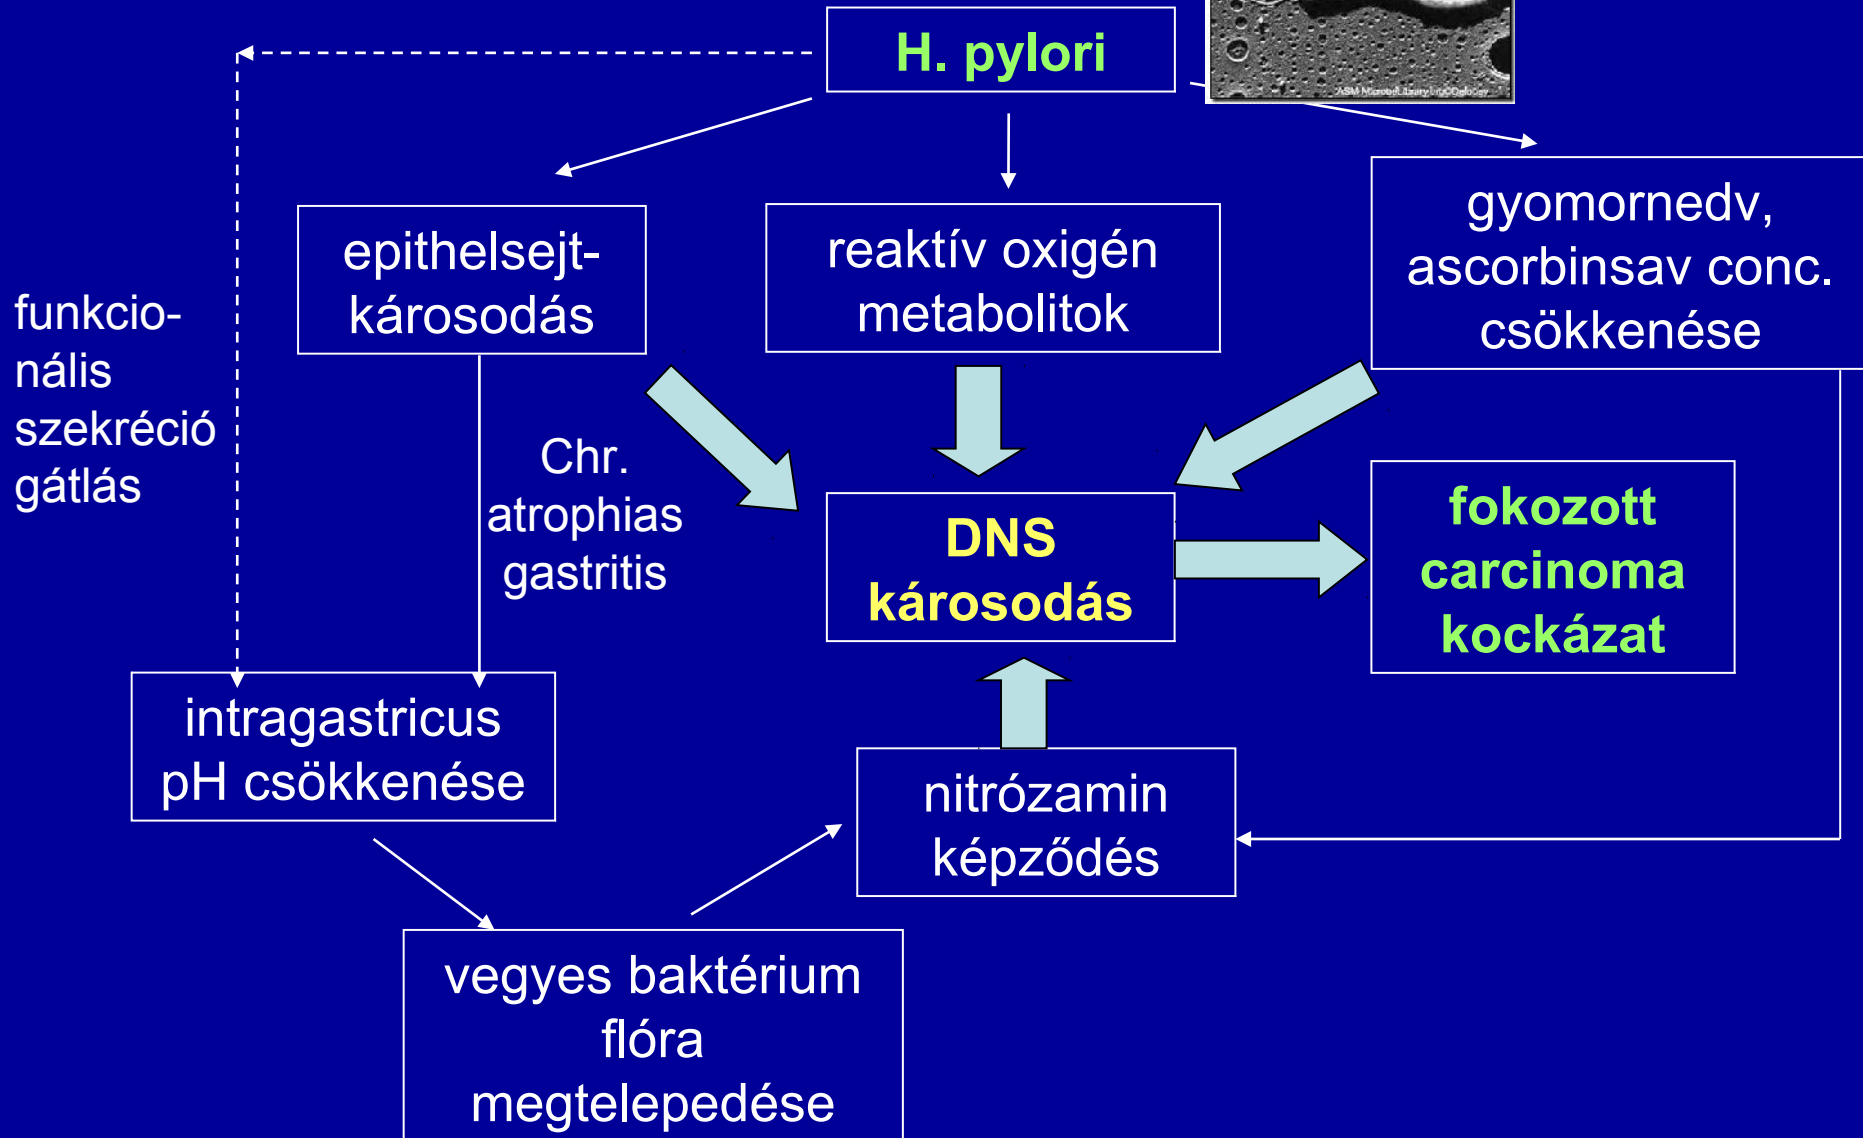 H. pylori
epithelsejt-
károsodás
reaktív oxigén
metabolitok
gyomornedv,
ascorbinsav conc.
csökkenése
funkcio-
nális
szekréció
gátlás
Chr.
atrophias
gastritis
DNS
károsodás
fokozott
carcinoma
kockázat
intragastricus
pH csökkenése
nitrózamin
képződés
vegyes baktérium
flóra
megtelepedése